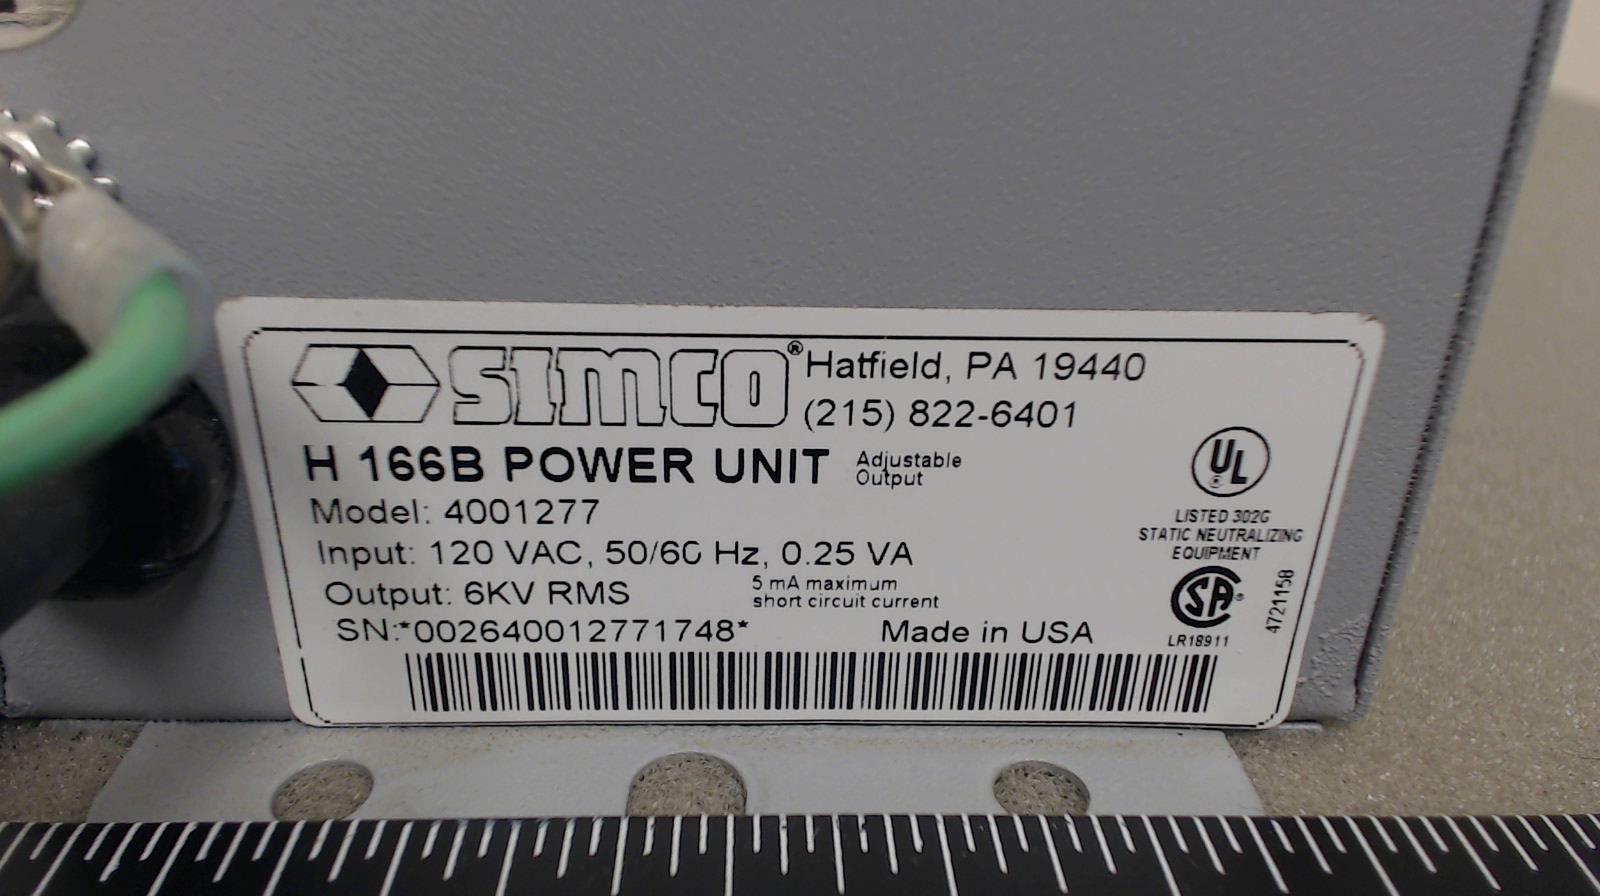 SIMCO® Hatfield, PA 19440
(215) 822-6401
H 166B POWER UNIT Adjustable Output
Model: 4001277
Input: 120 VAC, 50/60 Hz, 0.25 VA
Output: 6KV RMS 5 mA maximum short circuit current
SN:*002640012771748* Made in USA
UL
LISTED 302G
STATIC NEUTRALIZING
EQUIPMENT
SA®
LR18911
4721158